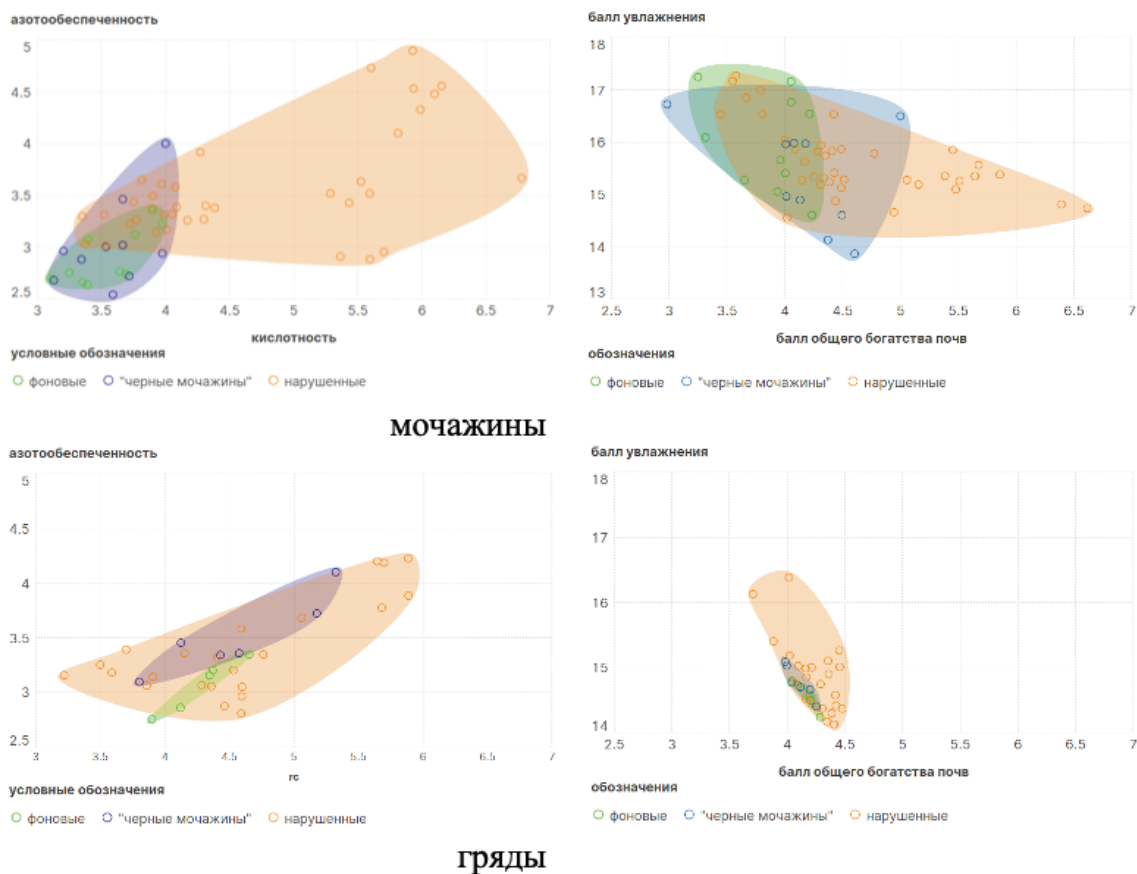 азотообеспеченность
5
4.5
4
3.5
3
2.5
3 3.5 4 4.5 5 5.5 6 6.5 7
кислотность
условные обозначения
фоновые "черные мочажины" нарушенные
балл увлажнения
18
17
16
15
14
13
2.5 3 3.5 4 4.5 5 5.5 6 6.5 7
балл общего богатства почв
обозначения
фоновые "черные мочажины" нарушенные
мочажины
азотообеспеченность
5
4.5
4
3.5
3
2.5
3 3.5 4 4.5 5 5.5 6 6.5 7
rc
условные обозначения
фоновые "черные мочажины" нарушенные
балл увлажнения
18
17
16
15
14
2.5 3 3.5 4 4.5 5 5.5 6 6.5 7
балл общего богатства почв
обозначения
фоновые "черные мочажины" нарушенные
гряды